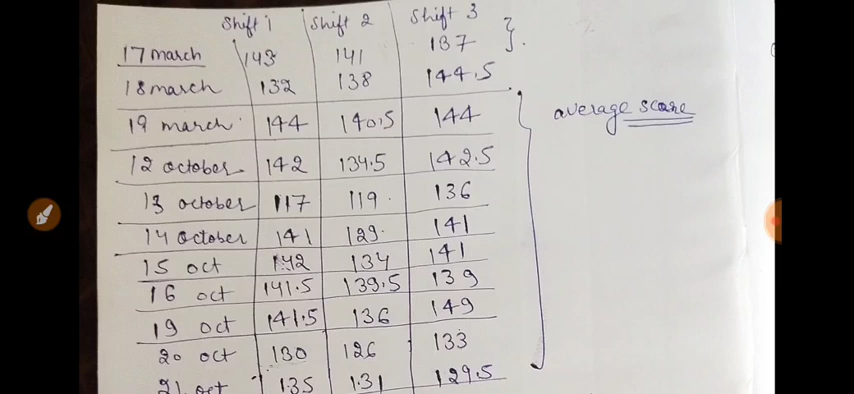 shift 1 shift 2 shift 3
17 march 143 141 137
18 march 132 138 144.5
19 march 144 140.5 144
12 october 142 134.5 142.5
13 october 117 119 136
14 october 141 129 141
15 oct 142 134 141
16 oct 141.5 139.5 139
19 oct 141.5 136 149
20 oct 130 126 133
21 oct 135 131 129.5
average score